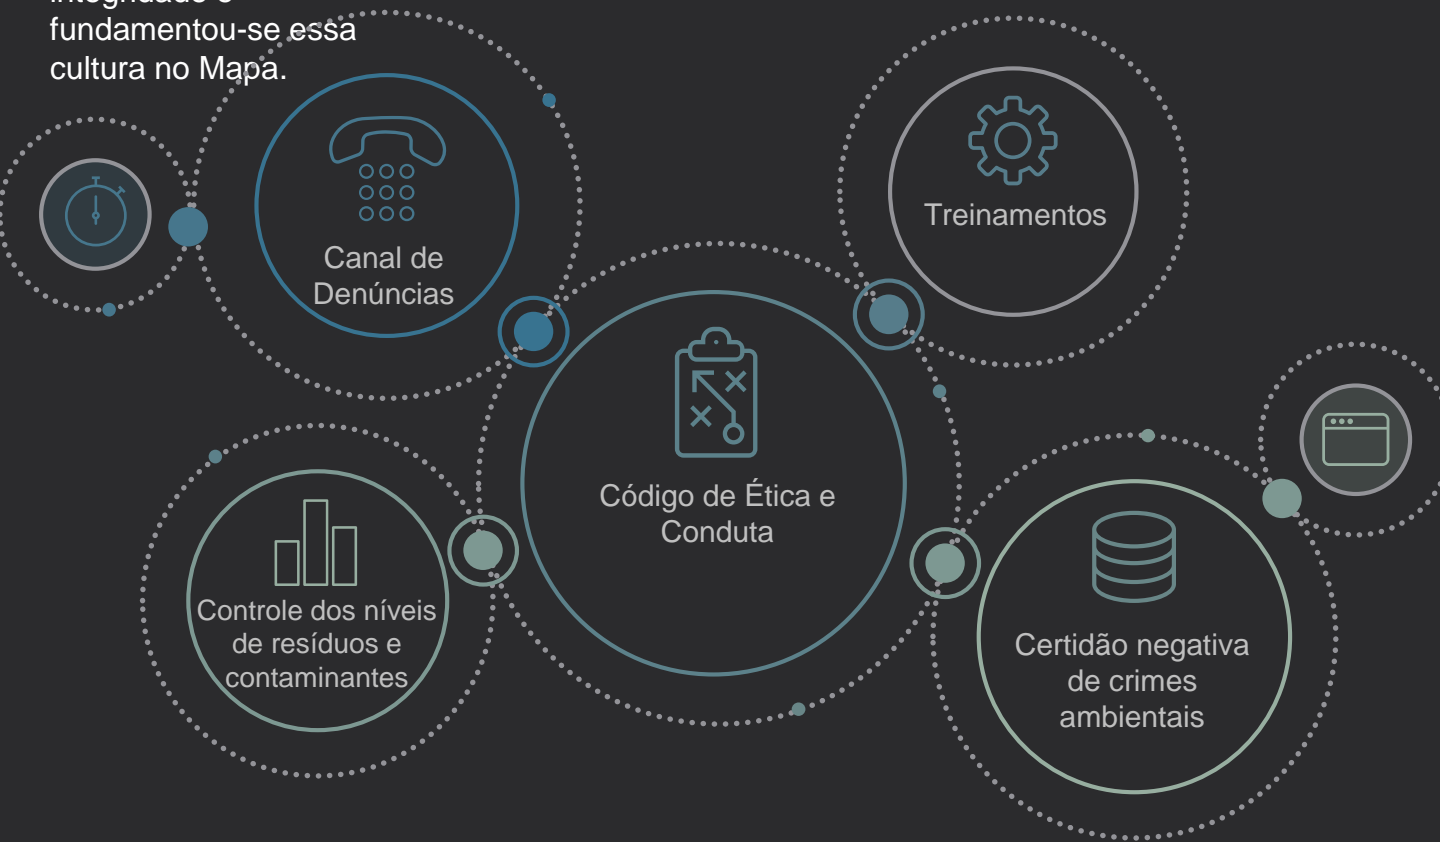 integridade e
fundamentou-se essa
cultura no Mapa.
Canal de
Denúncias
Treinamentos
Código de Ética e
Conduta
Controle dos níveis
de resíduos e
contaminantes
Certidão negativa
de crimes
ambientais